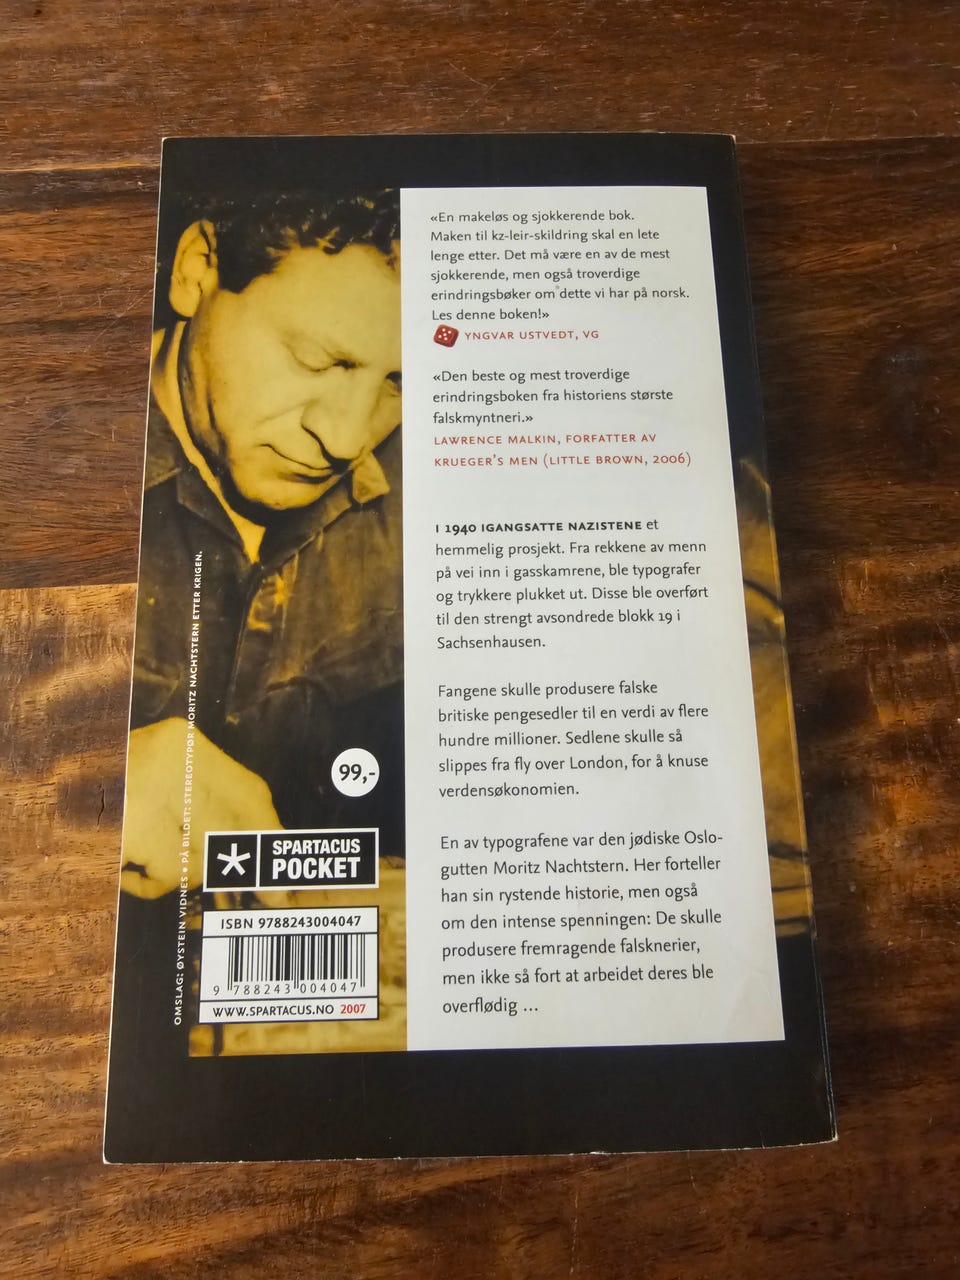 «En makeløs og sjokkerende bok.
Maken til kz-leir-skildring skal en lete
lenge etter. Det må være en av de mest
sjokkerende, men også troverdige
erindringsbøker om dette vi har på norsk.
Les denne boken!»
YNGVAR USTVEDT, VG
«Den beste og mest troverdige
erindringsboken fra historiens største
falskmyntneri.»
LAWRENCE MALKIN, FORFATTER AV
KRUEGER'S MEN (LITTLE BROWN, 2006)
I 1940 IGANGSATTE NAZISTENE et
hemmelig prosjekt. Fra rekkene av menn
på vei inn i gasskamrene, ble typografer
og trykkere plukket ut. Disse ble overført
til den strengt avsondrede blokk 19 i
Sachsenhausen.
Fangene skulle produsere falske
britiske pengesedler til en verdi av flere
hundre millioner. Sedlene skulle så
slippes fra fly over London, for å knuse
verdensøkonomien.
En av typografene var den jødiske Oslo-
gutten Moritz Nachtstern. Her forteller
han sin rystende historie, men også
om den intense spenningen: De skulle
produsere fremragende falsknerier,
men ikke så fort at arbeidet deres ble
overflødig ...
OMSLAG: ØYSTEIN VIDNES • PÅ BILDET: STEREOTYPØR MORITZ NACHTSTERN ETTER KRIGEN.
99,-
SPARTACUS
POCKET
ISBN 9788243004047
9 788243 004047
WWW.SPARTACUS.NO 2007